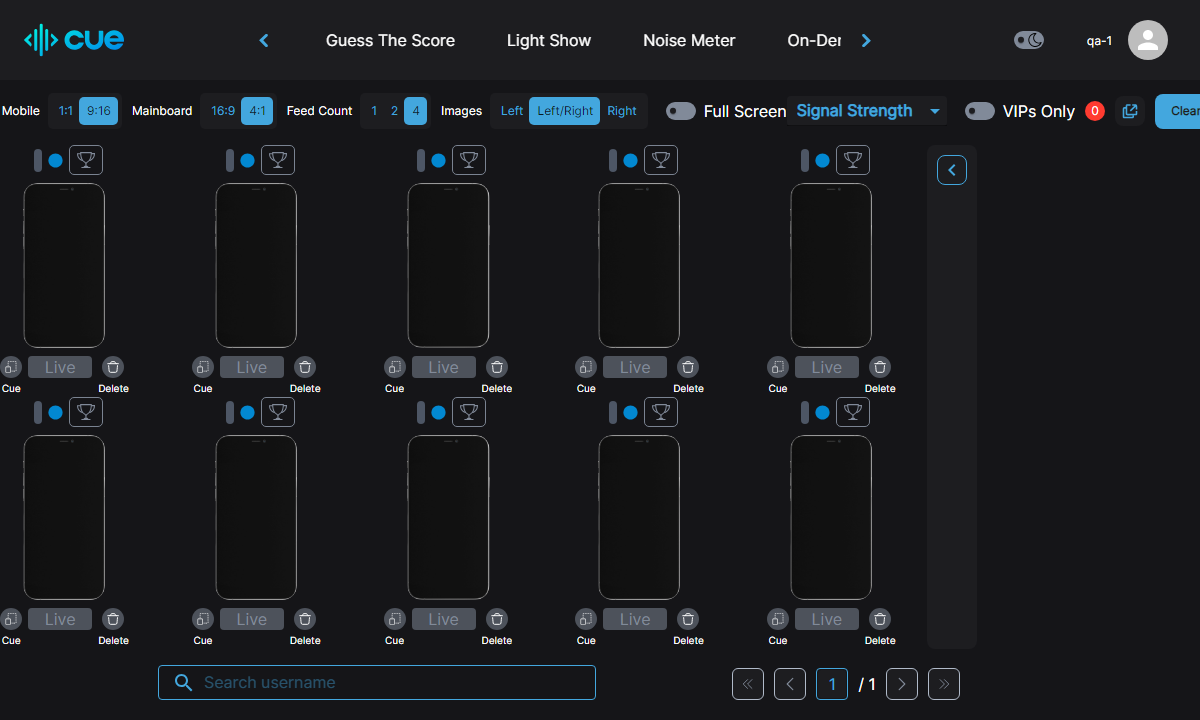 cue
Guess The Score Light Show Noise Meter On-Der
qa-1
Mobile 1:1 9:16 Mainboard 16:9 4:1 Feed Count 1 2 4 Images Left Left/Right Right Full Screen Signal Strength VIPs Only 0 Clear
Live Live Live Live Live
Cue Delete Cue Delete Cue Delete Cue Delete Cue Delete
Live Live Live Live Live
Cue Delete Cue Delete Cue Delete Cue Delete Cue Delete
Search username
1 / 1